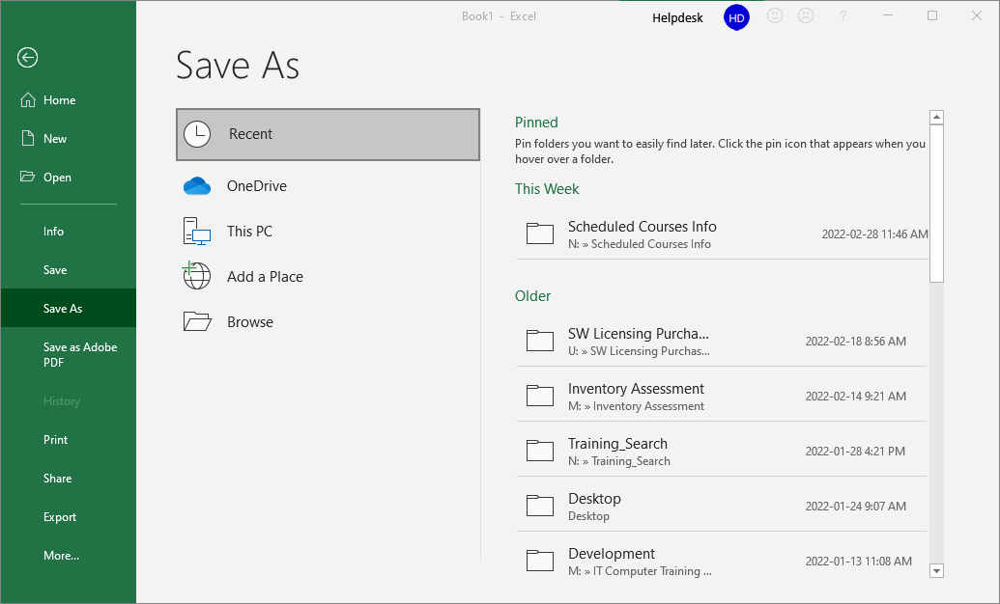 Book1 - Excel
Helpdesk
HD
?
Save As
Home
New
Open
Info
Save
Save As
Save as Adobe
PDF
History
Print
Share
Export
More...
Recent
OneDrive
This PC
Add a Place
Browse
Pinned
Pin folders you want to easily find later. Click the pin icon that appears when you
hover over a folder.
This Week
Scheduled Courses Info
N: » Scheduled Courses Info
2022-02-28 11:46 AM
Older
SW Licensing Purcha...
U: » SW Licensing Purchas...
2022-02-18 8:56 AM
Inventory Assessment
M: » Inventory Assessment
2022-02-14 9:21 AM
Training_Search
N: » Training_Search
2022-01-28 4:21 PM
Desktop
Desktop
2022-01-24 9:07 AM
Development
M: » IT Computer Training ...
2022-01-13 11:08 AM